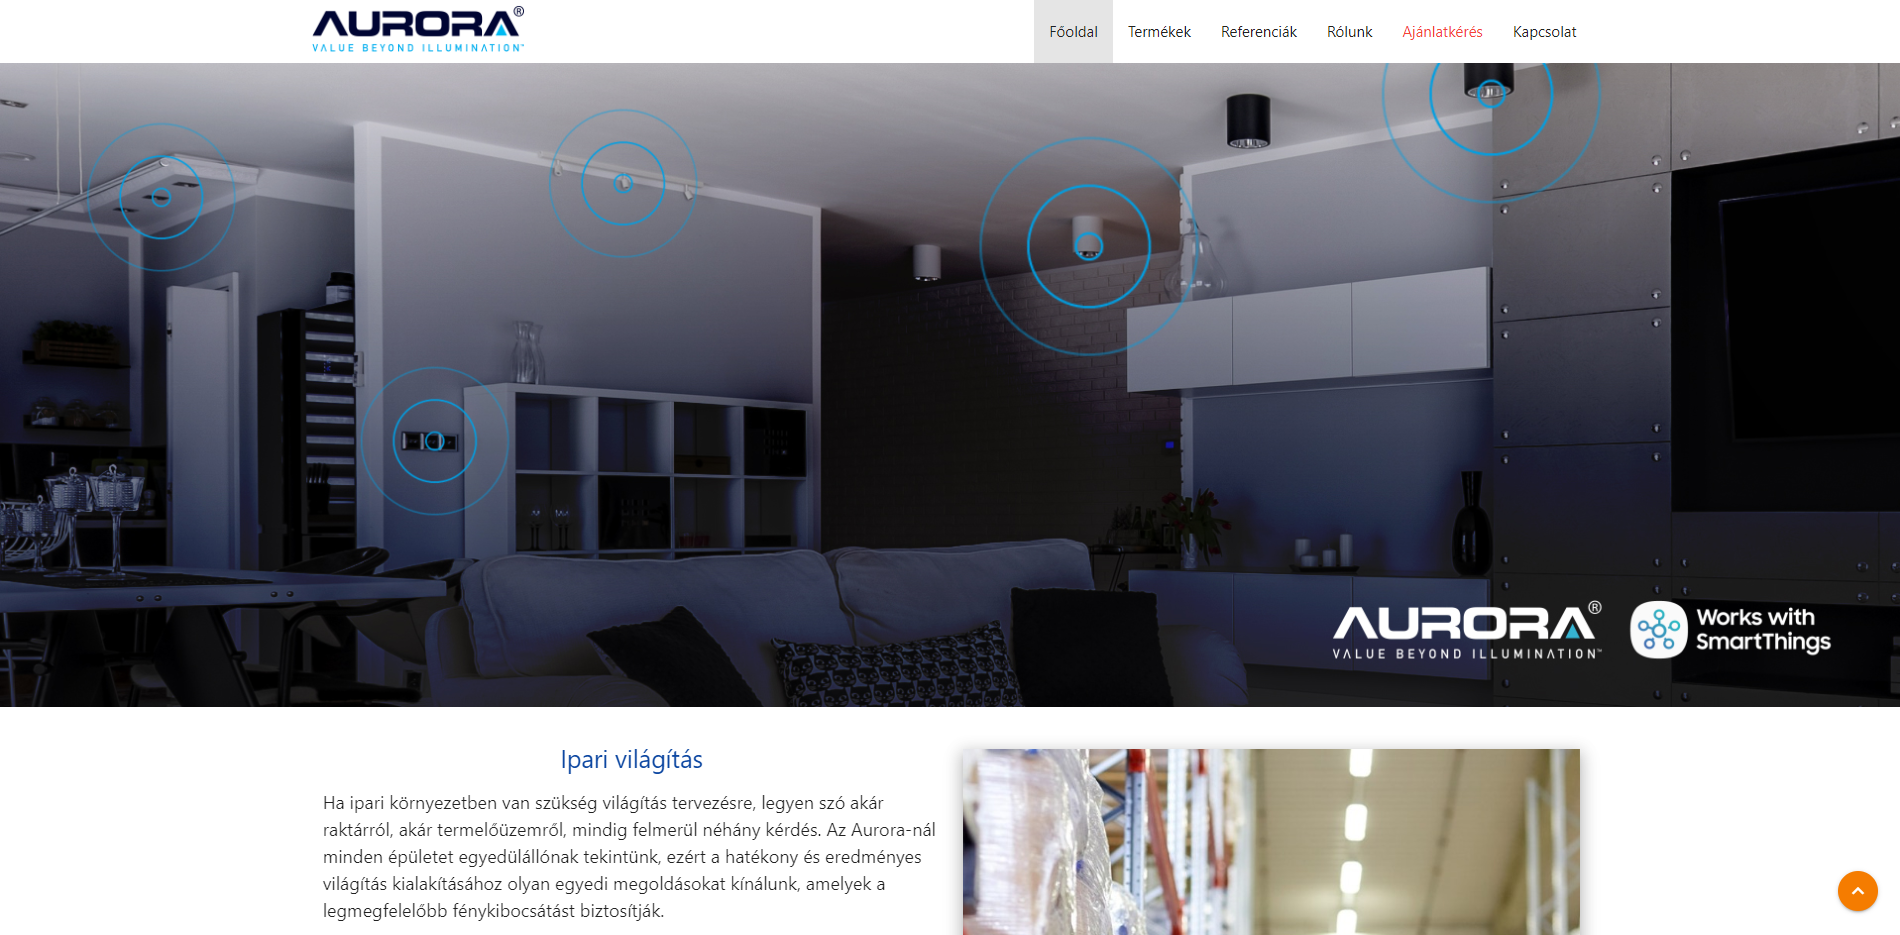 AURORA®
VALUE BEYOND ILLUMINATION™
Főoldal Termékek Referenciák Rólunk Ajánlatkérés Kapcsolat
AURORA®
VALUE BEYOND ILLUMINATION™
Works with
SmartThings
Ipari világítás
Ha ipari környezetben van szükség világítás tervezésre, legyen szó akár
raktárról, akár termelőüzemről, mindig felmerül néhány kérdés. Az Aurora-nál
minden épületet egyedülállónak tekintünk, ezért a hatékony és eredményes
világítás kialakításához olyan egyedi megoldásokat kínálunk, amelyek a
legmegfelelőbb fénykibocsátást biztosítják.